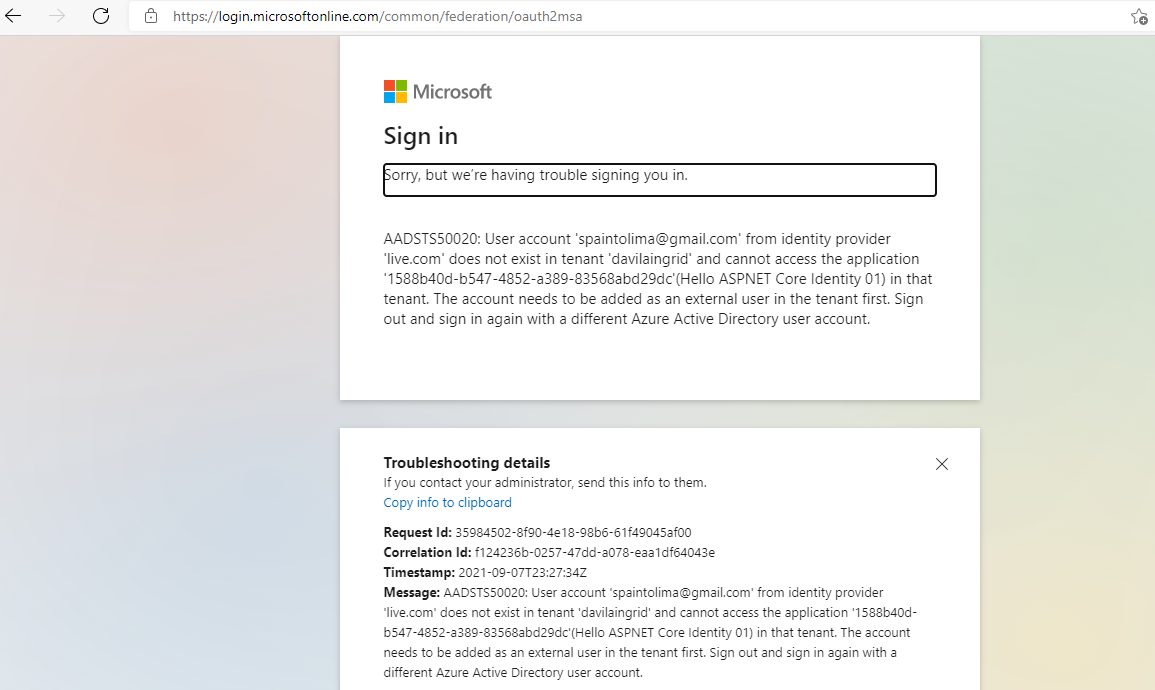 https://login.microsoftonline.com/common/federation/oauth2msa
Microsoft
Sign in
Sorry, but we're having trouble signing you in.
AADSTS50020: User account 'spaintolima@gmail.com' from identity provider
'live.com' does not exist in tenant 'davilaingrid' and cannot access the application
'1588b40d-b547-4852-a389-83568abd29dc'(Hello ASPNET Core Identity 01) in that
tenant. The account needs to be added as an external user in the tenant first. Sign
out and sign in again with a different Azure Active Directory user account.
Troubleshooting details
If you contact your administrator, send this info to them.
Copy info to clipboard
Request Id: 35984502-8f90-4e18-98b6-61f49045af00
Correlation Id: f124236b-0257-47dd-a078-eaa1df64043e
Timestamp: 2021-09-07T23:27:34Z
Message: AADSTS50020: User account 'spaintolima@gmail.com' from identity provider
'live.com' does not exist in tenant 'davilaingrid' and cannot access the application '1588b40d-
b547-4852-a389-83568abd29dc'(Hello ASPNET Core Identity 01) in that tenant. The account
needs to be added as an external user in the tenant first. Sign out and sign in again with a
different Azure Active Directory user account.